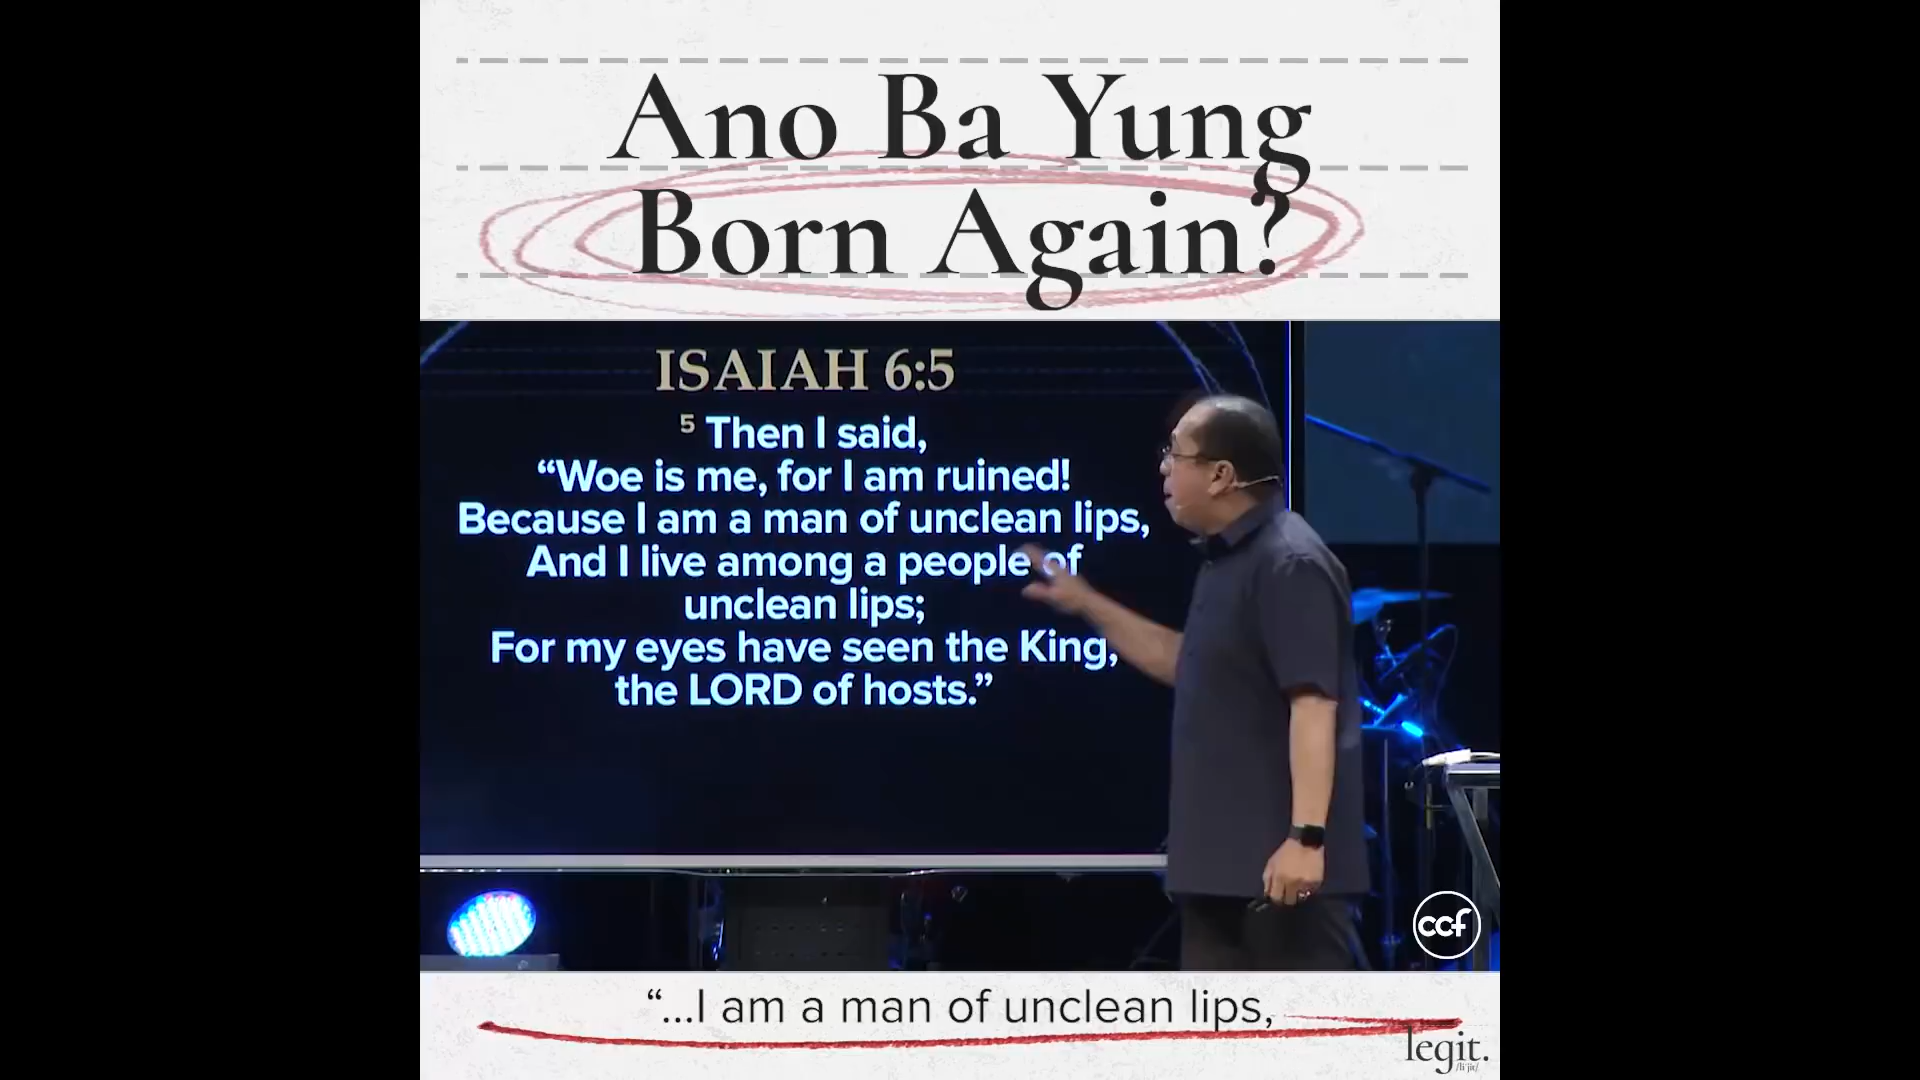 Ano Ba Yung
Born Again?
ISAIAH 6:5
5 Then I said,
“Woe is me, for I am ruined!
Because I am a man of unclean lips,
And I live among a people of
unclean lips;
For my eyes have seen the King,
the LORD of hosts.”
ccf
“...I am a man of unclean lips,
legit.
/li'jit/